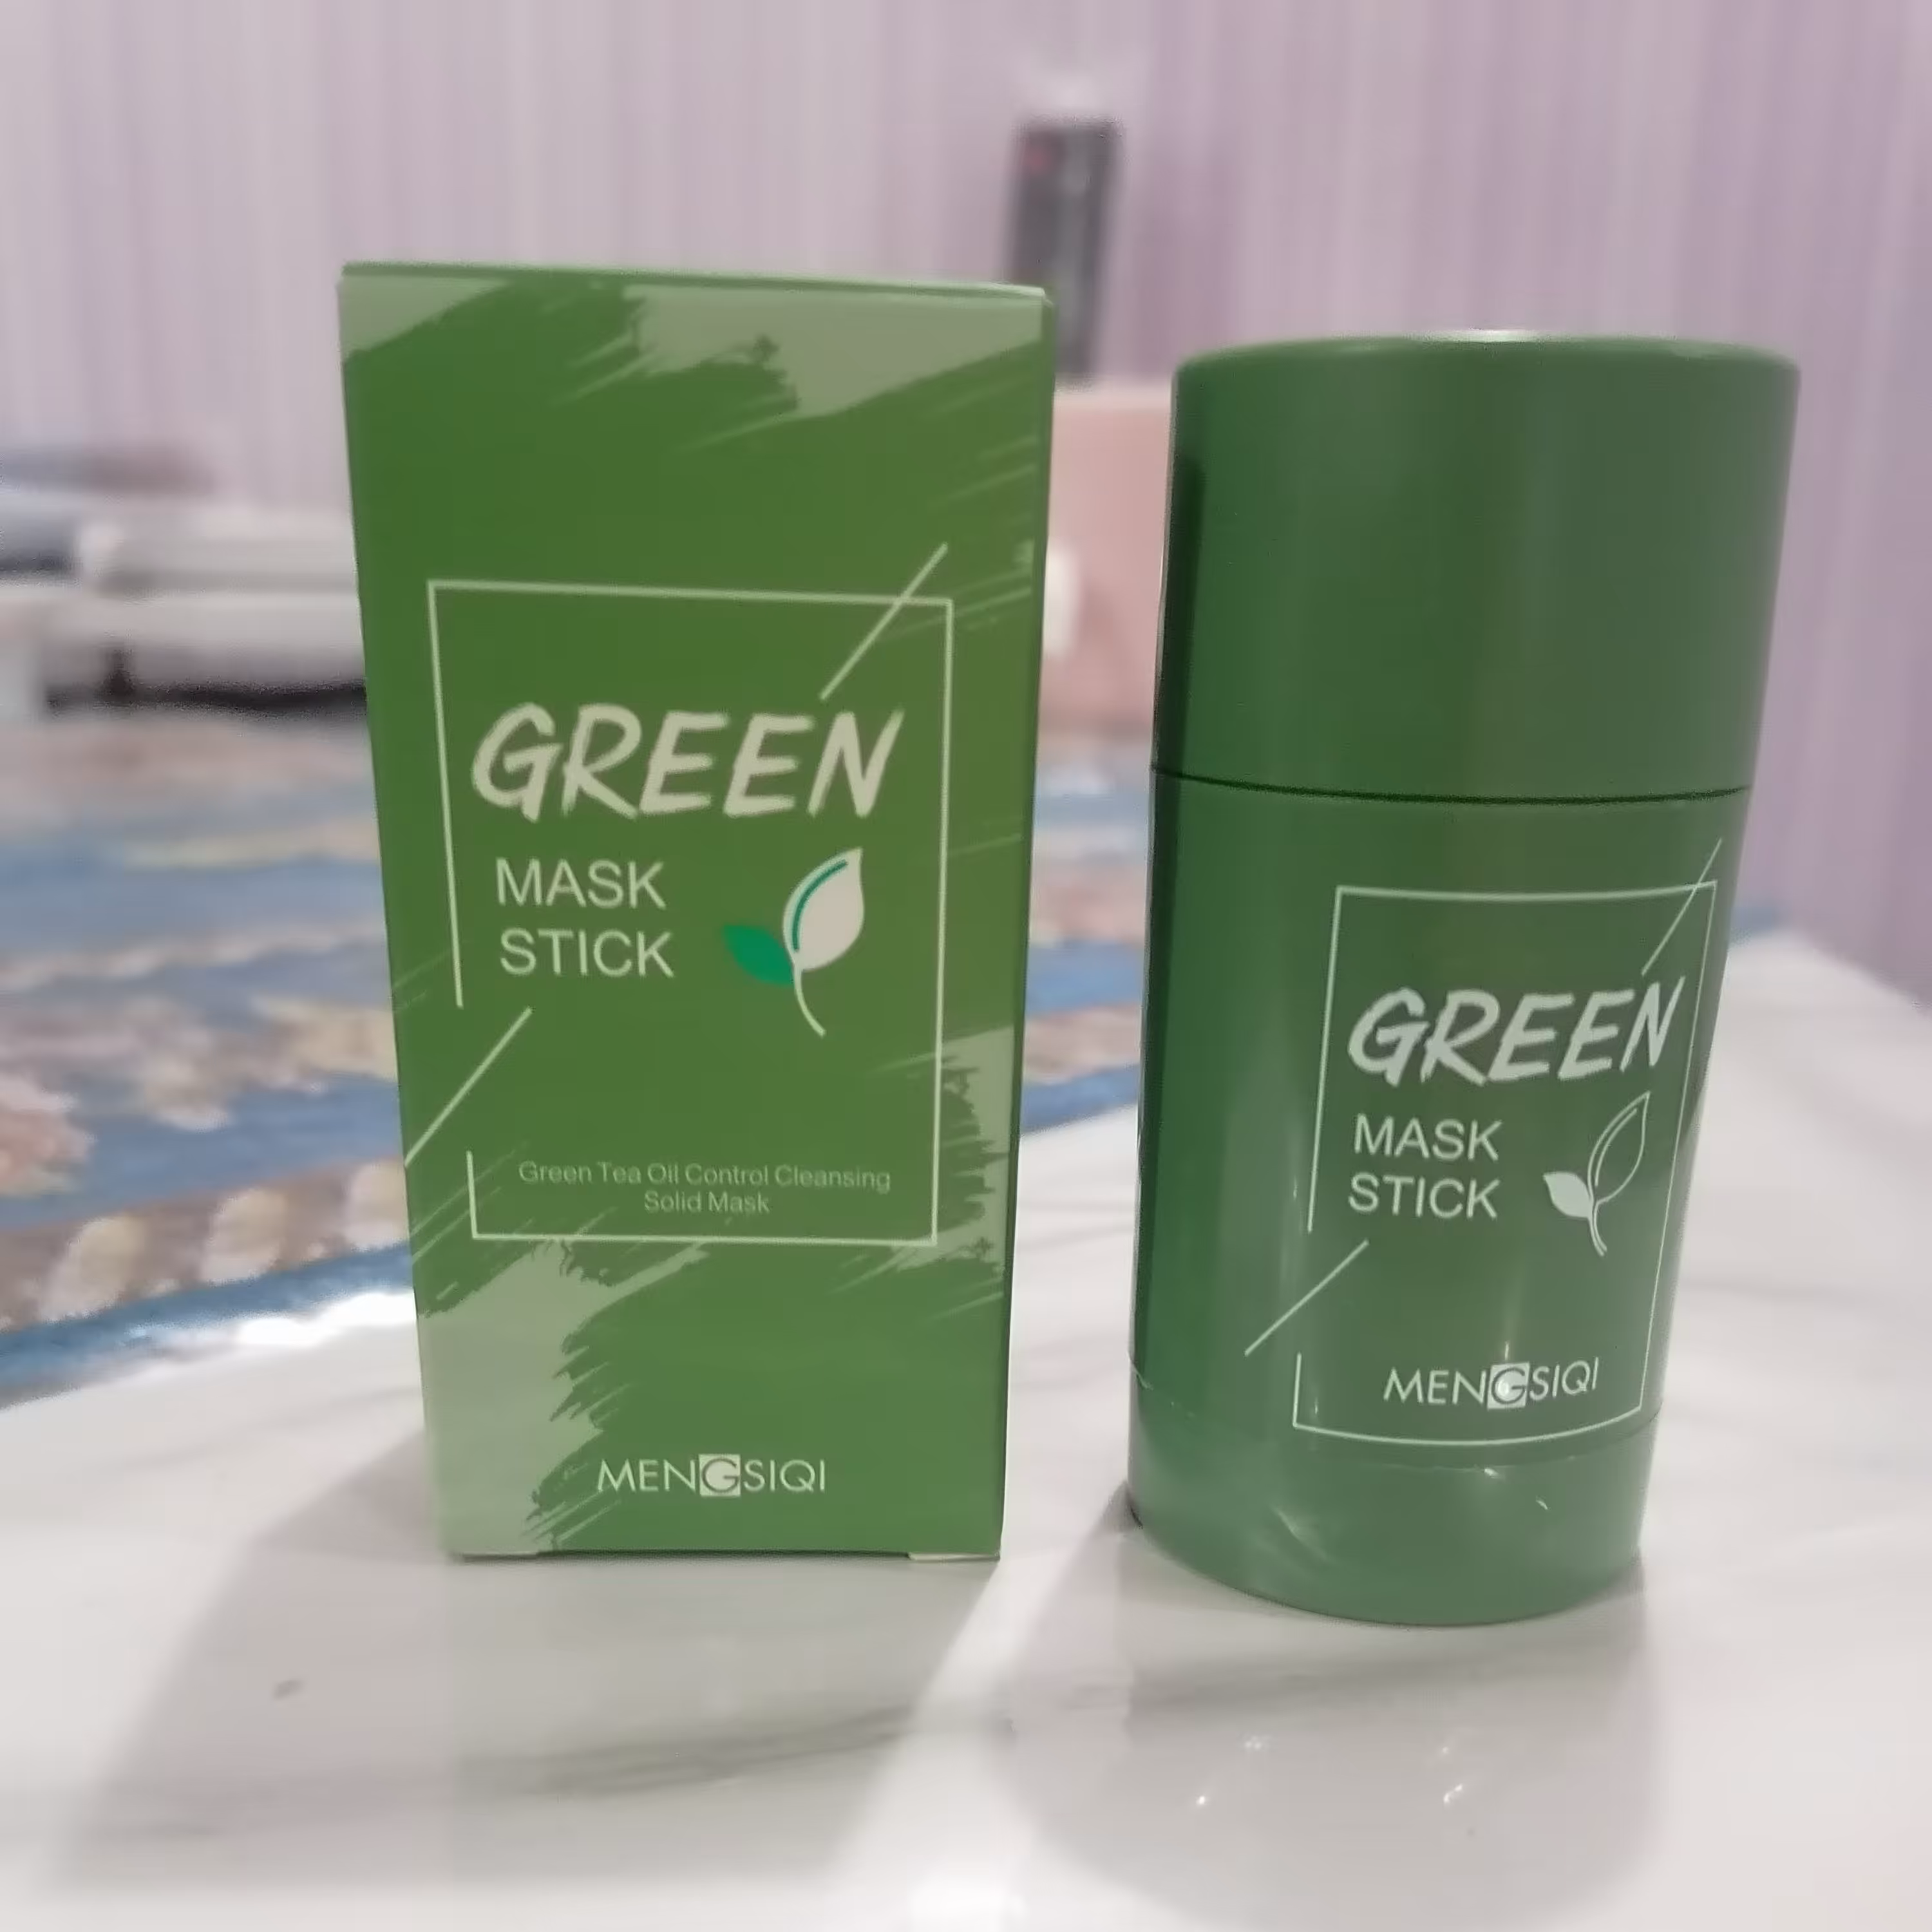 GREEN
MASK
STICK
Green Tea Oil Control Cleansing
Solid Mask
MENGSIQI
GREEN
MASK
STICK
MENGSIQI